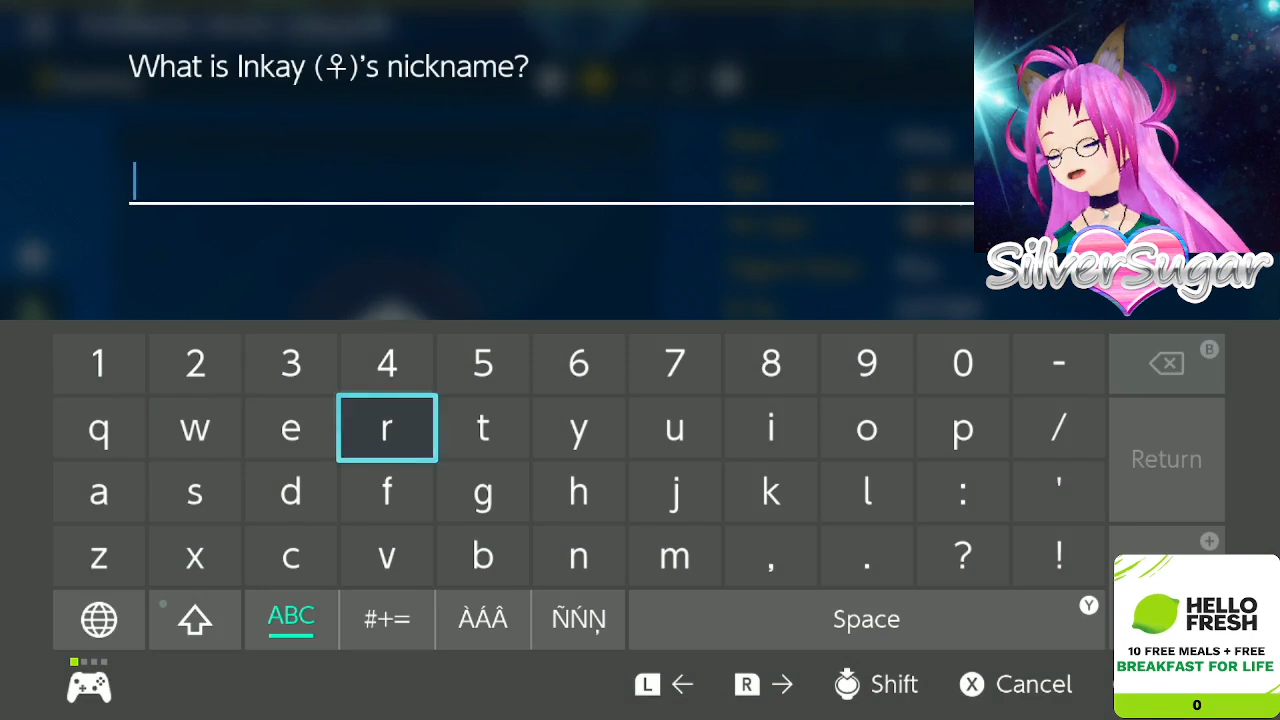 What is Inkay (♀)'s nickname?
SilverSugar
1 2 3 4 5 6 7 8 9 0 - B
q w e r t y u i o p / Return
a s d f g h j k l : '
z x c v b n m , . ? ! +
ABC #+= ÀÁÂ ÑŃŅ Space Y
L ← R → Shift X Cancel
HELLO
FRESH
10 FREE MEALS + FREE
BREAKFAST FOR LIFE
0